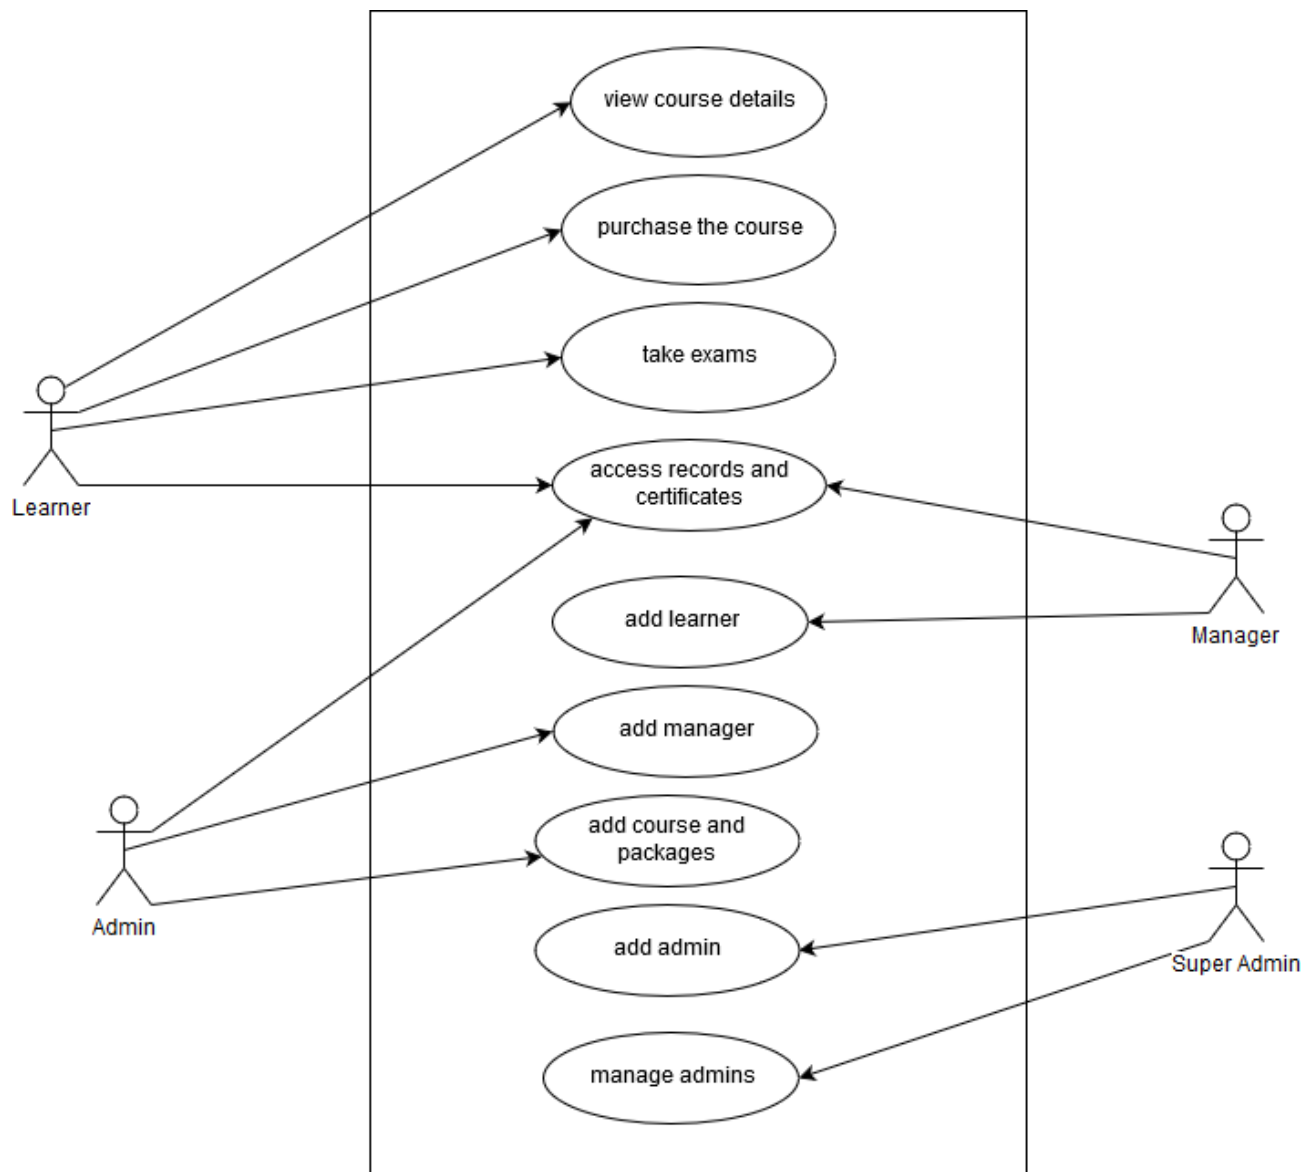 view course details
purchase the course
take exams
access records and
certificates
Learner
add learner
Manager
add manager
add course and
packages
Admin
add admin
Super Admin
manage admins